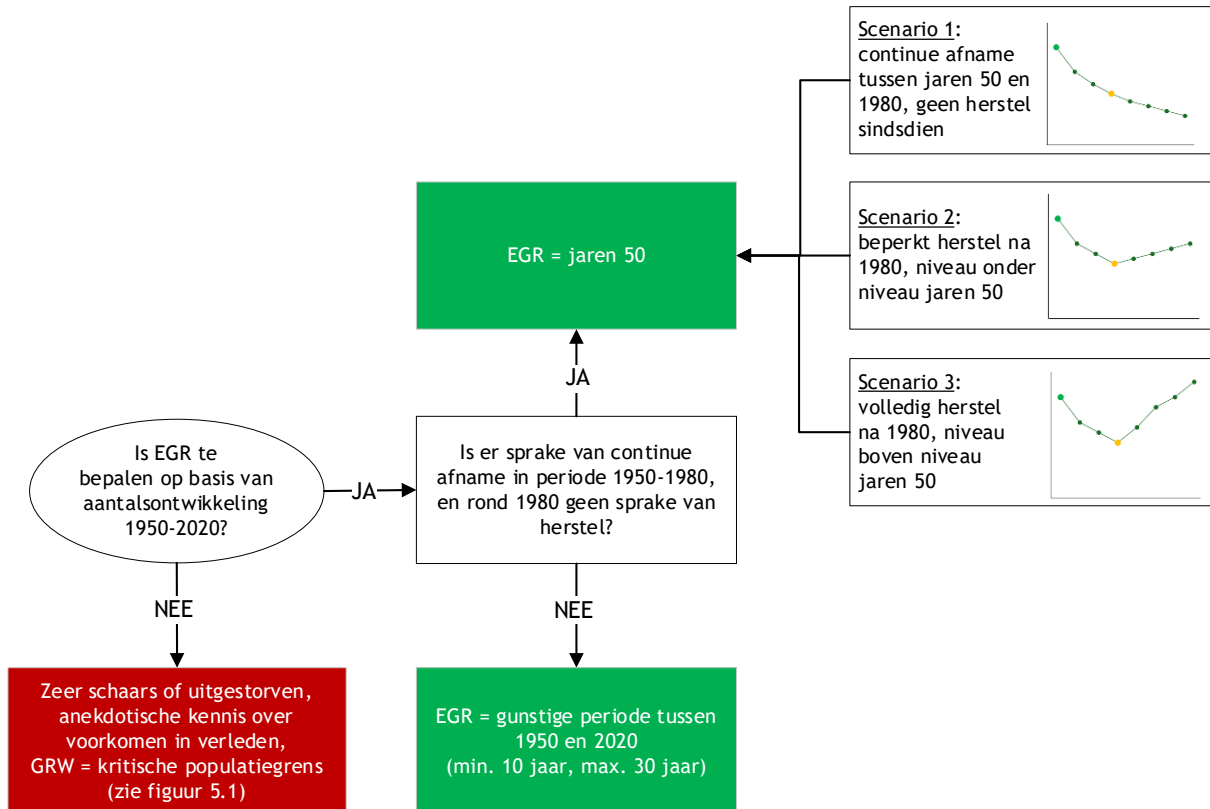 Is EGR te
bepalen op basis van
aantalsontwikkeling
1950-2020?
JA
NEE
Zeer schaars of uitgestorven,
anekdotische kennis over
voorkomen in verleden,
GRW = kritische populatiegrens
(zie figuur 5.1)
Is er sprake van continue
afname in periode 1950-1980,
en rond 1980 geen sprake van
herstel?
JA
EGR = jaren 50
NEE
EGR = gunstige periode tussen
1950 en 2020
(min. 10 jaar, max. 30 jaar)
Scenario 1:
continue afname
tussen jaren 50 en
1980, geen herstel
sindsdien
Scenario 2:
beperkt herstel na
1980, niveau onder
niveau jaren 50
Scenario 3:
volledig herstel
na 1980, niveau
boven niveau
jaren 50